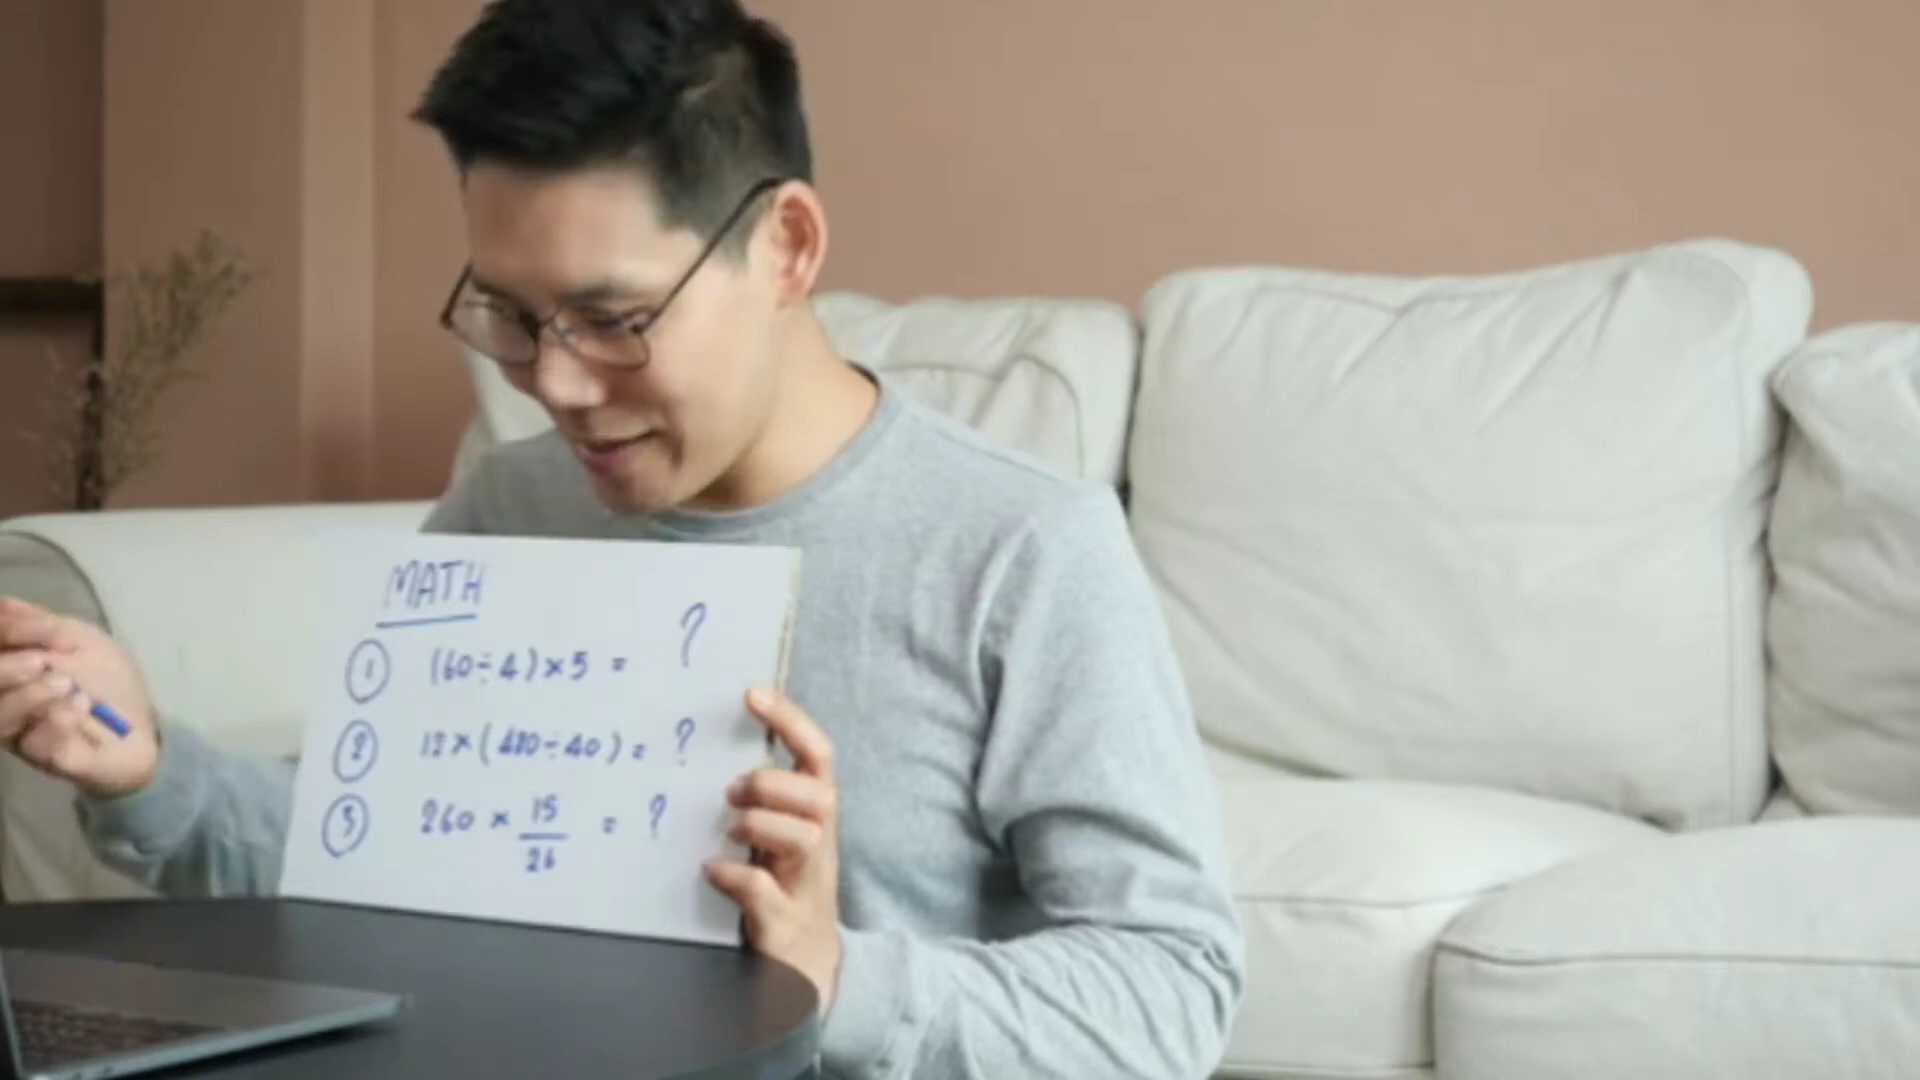 MATH
① (60÷4)×5 = ?
② 12×(480÷40) = ?
③ 260 × 15/26 = ?